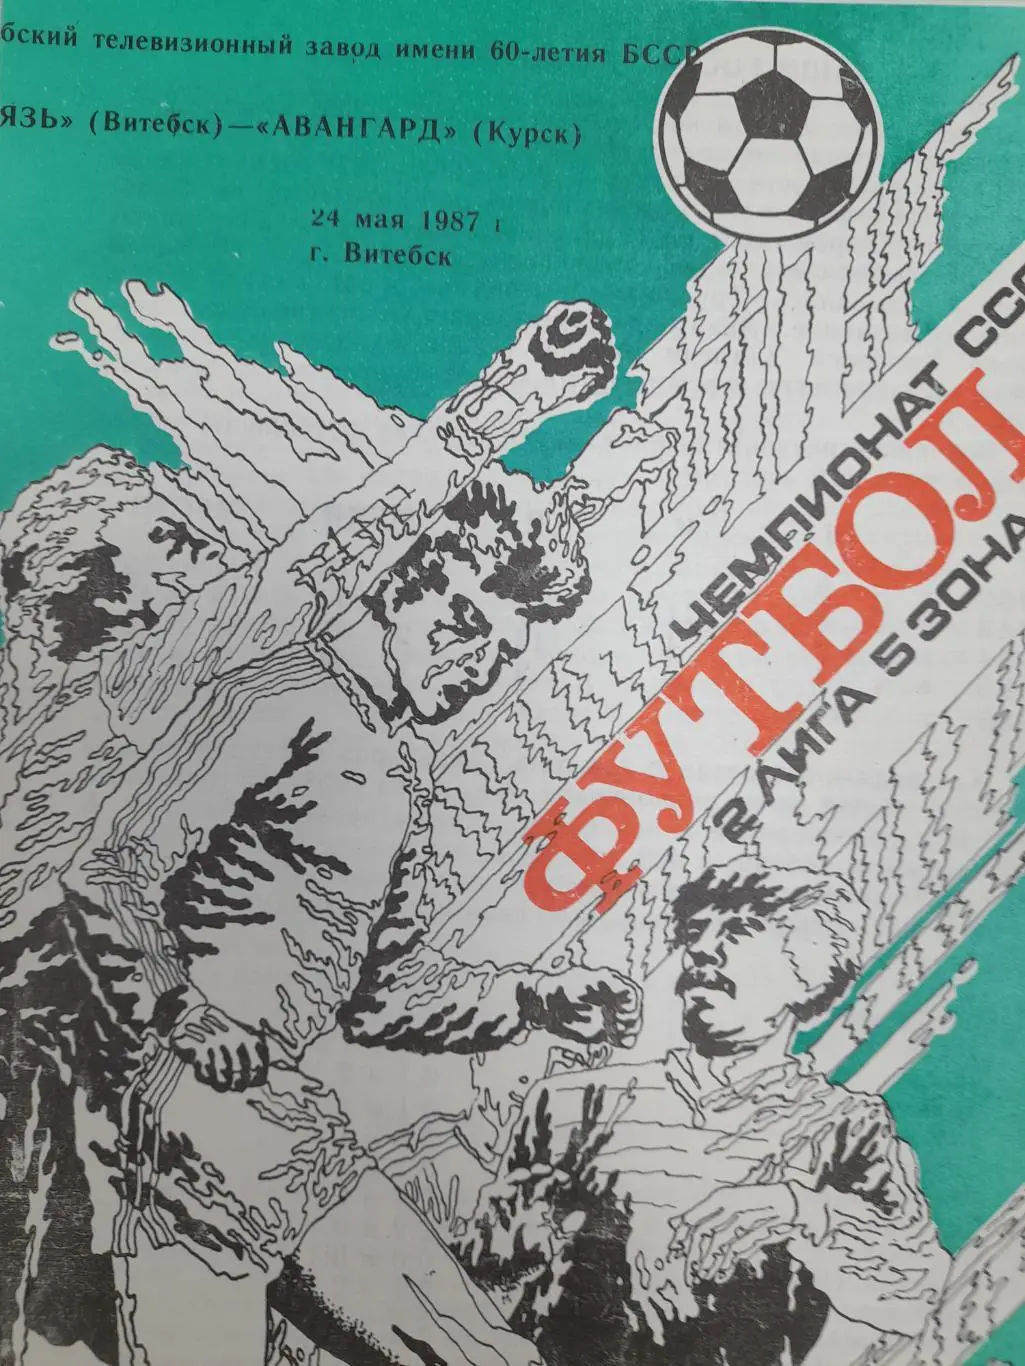 бский телевизионный завод имени 60-летия БССР
ЯЗЬ» (Витебск)—«АВАНГАРД» (Курск)
24 мая 1987 г
г. Витебск
ЧЕМПИОНАТ ССС
ФУТБОЛ
2 ЛИГА 5 ЗОНА